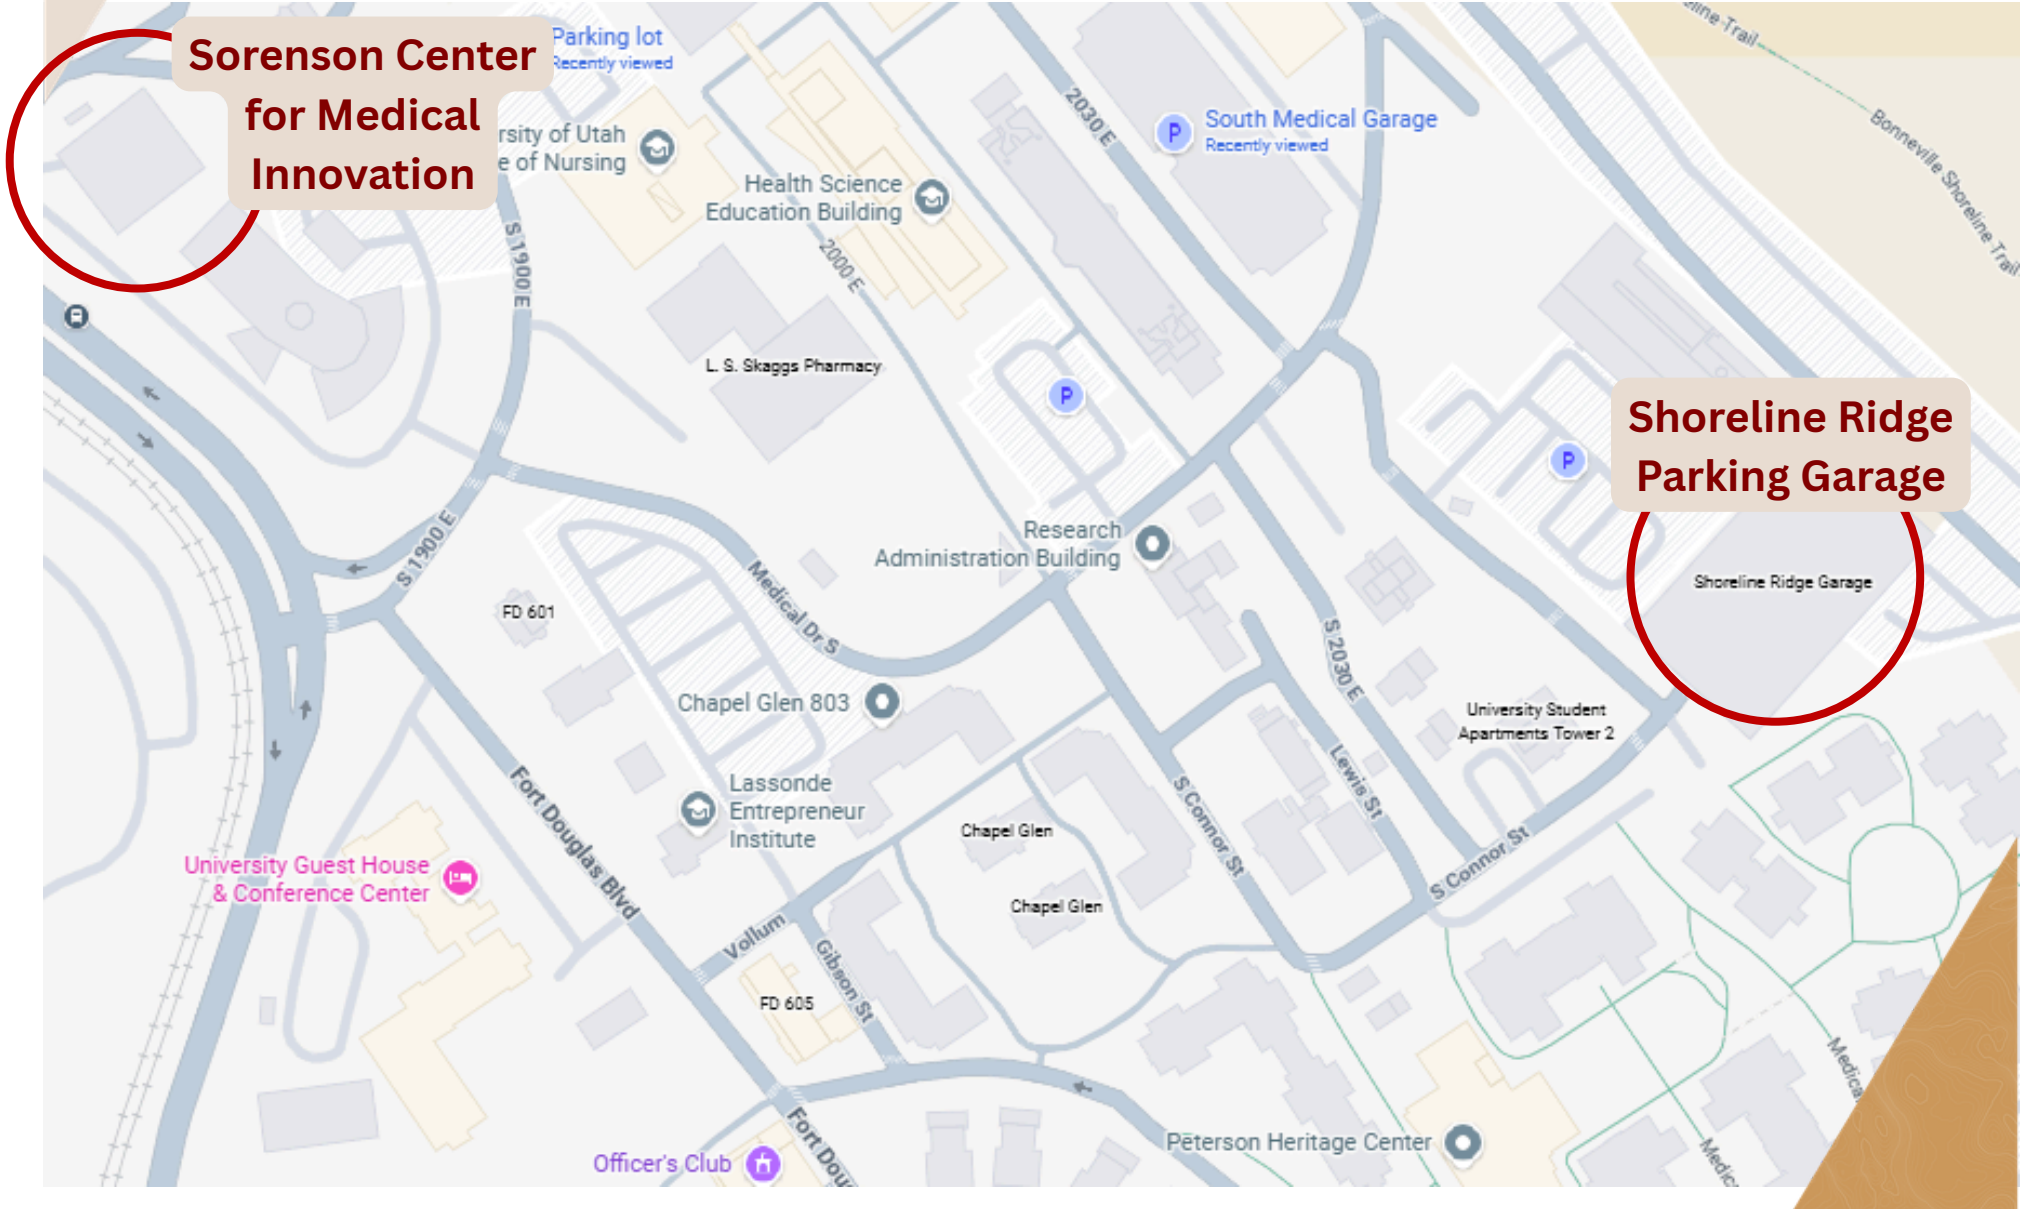 Sorenson Center
for Medical
Innovation
Parking lot
Recently viewed
rsity of Utah
e of Nursing
Health Science
Education Building
2030 E
South Medical Garage
Recently viewed
P
line Trail
Bonneville Shoreline Trail
S 1900 E
2000 E
L. S. Skaggs Pharmacy
P
Shoreline Ridge
Parking Garage
P
Shoreline Ridge Garage
Research
Administration Building
S 1900 E
FD 601
Medical Dr S
S 2030 E
Chapel Glen 803
University Student
Apartments Tower 2
Fort Douglas Blvd
Lassonde
Entrepreneur
Institute
S Connor St
Lewis St
Chapel Glen
Chapel Glen
S Connor St
University Guest House
& Conference Center
Vollum
Gibson St
FD 605
Medica
Medic
Peterson Heritage Center
Officer's Club
Fort Dou